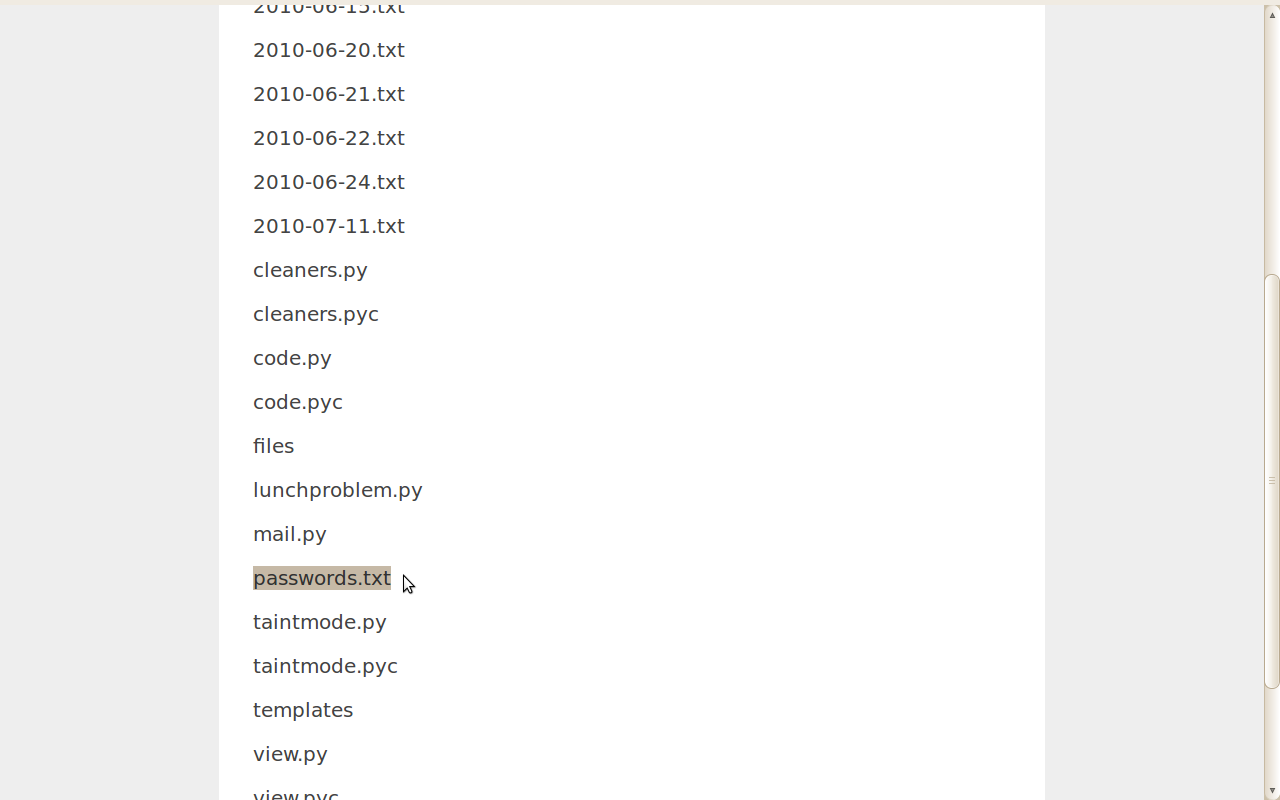 2010-06-15.txt
2010-06-20.txt
2010-06-21.txt
2010-06-22.txt
2010-06-24.txt
2010-07-11.txt
cleaners.py
cleaners.pyc
code.py
code.pyc
files
lunchproblem.py
mail.py
passwords.txt
taintmode.py
taintmode.pyc
templates
view.py
view.pyc